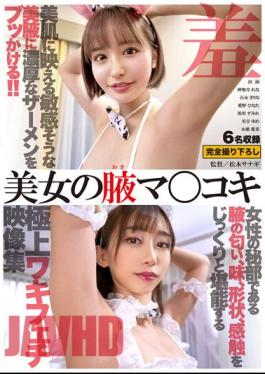 美肌に映える敏感そうな
美腋に濃厚なザーメンを
ブッかける!!
羞
出演
6名収録
完全撮り下ろし
監督/松本サナギ
わき
美女の腋マ○コキ
女性の秘部である
腋の匂い、味、形状、感触を
じっくりと堪能する
極上ワキフェチ
映像集
JAVHD